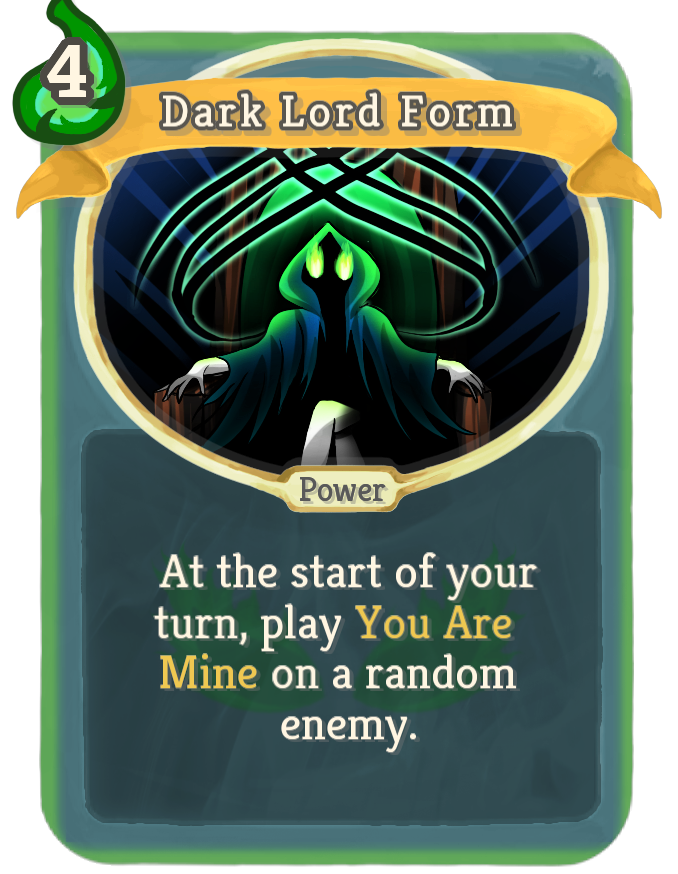 4
Dark Lord Form
Power
At the start of your
turn, play You Are
Mine on a random
enemy.